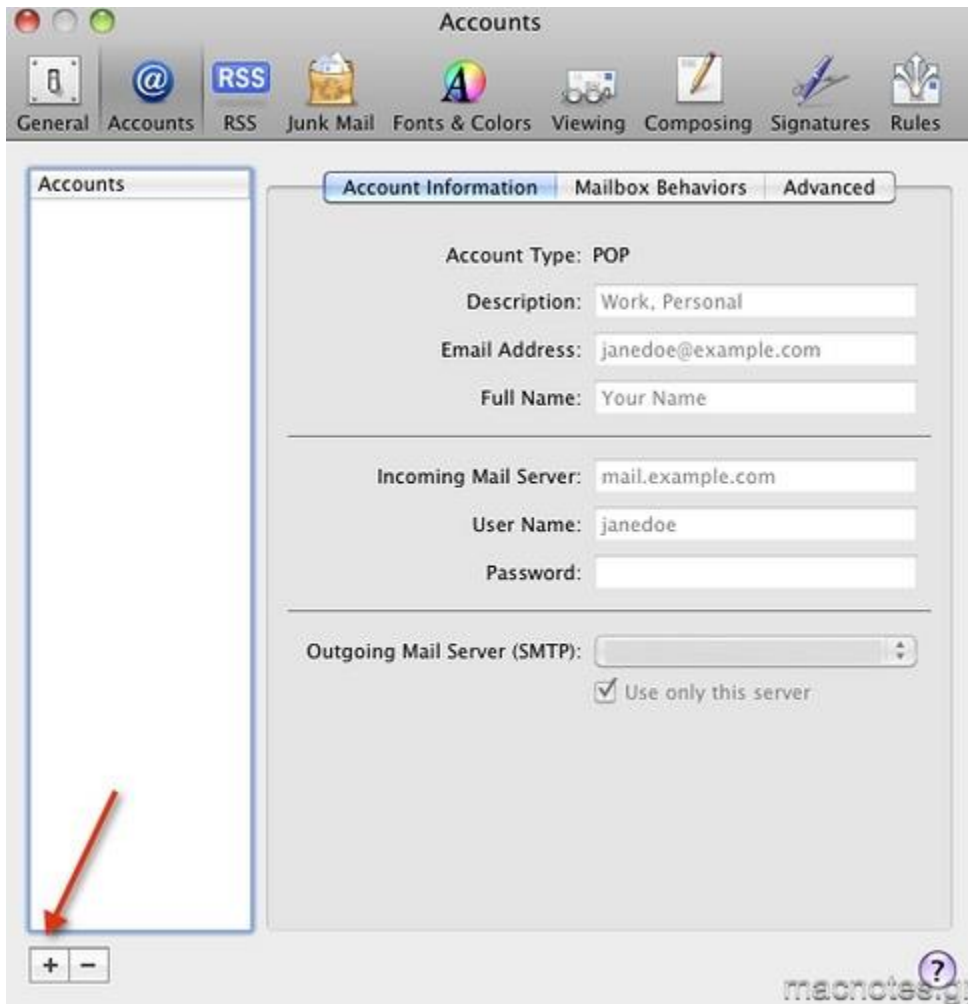 Accounts
RSS
General Accounts RSS Junk Mail Fonts & Colors Viewing Composing Signatures Rules
Accounts
Account Information Mailbox Behaviors Advanced
Account Type: POP
Description: Work, Personal
Email Address: janedoe@example.com
Full Name: Your Name
Incoming Mail Server: mail.example.com
User Name: janedoe
Password:
Outgoing Mail Server (SMTP):
Use only this server
+ −
?
macnotes.gr